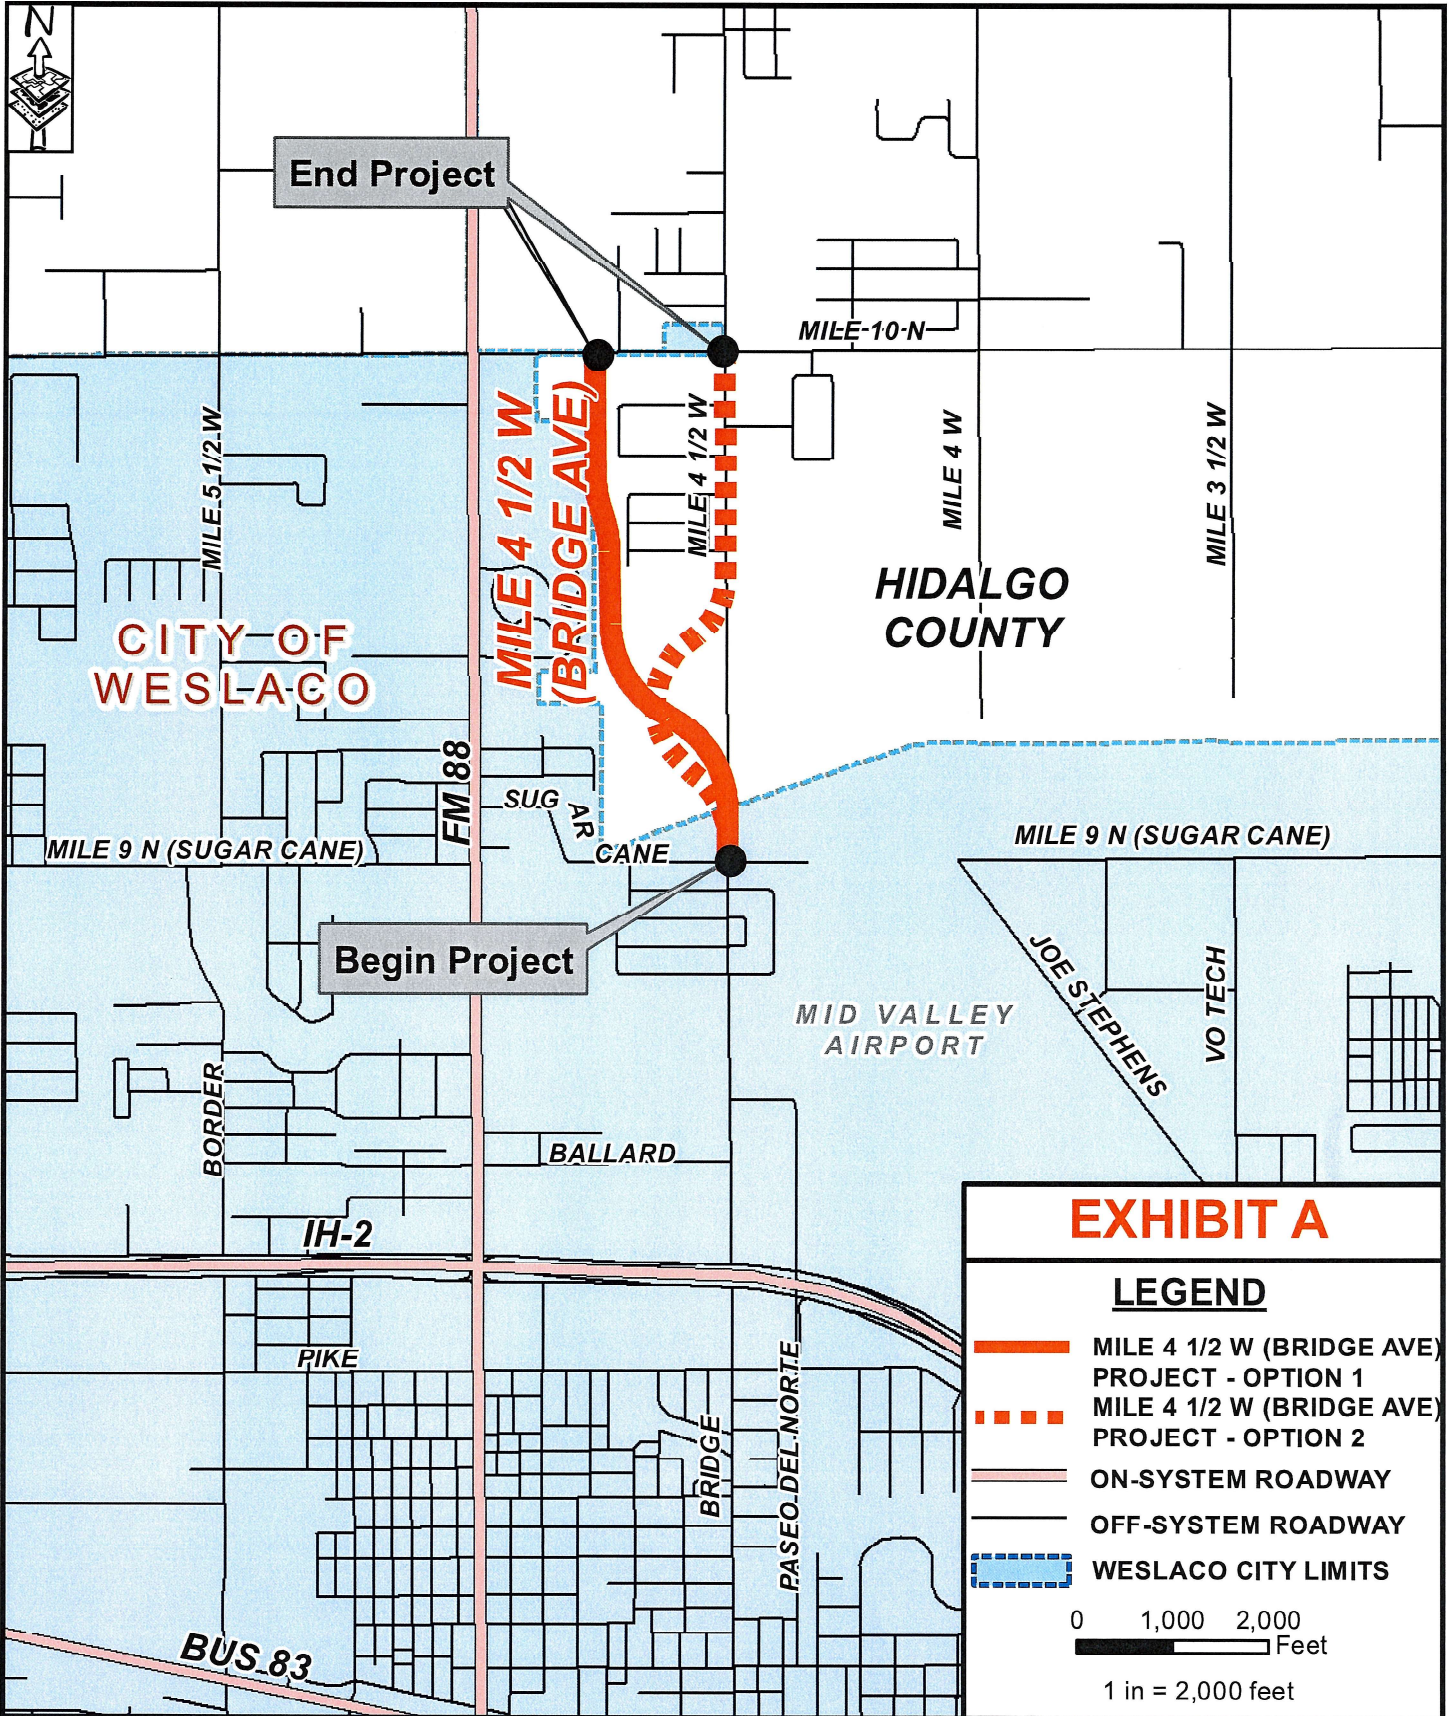 N
End Project
MILE 10 N
MILE 5 1/2 W
MILE 4 1/2 W
(BRIDGE AVE)
MILE 4 1/2 W
MILE 4 W
MILE 3 1/2 W
HIDALGO
COUNTY
CITY OF
WESLACO
FM 88
SUG
AR
CANE
MILE 9 N (SUGAR CANE)
MILE 9 N (SUGAR CANE)
Begin Project
JOE STEPHENS
VO TECH
MID VALLEY
AIRPORT
BORDER
BALLARD
IH-2
PIKE
BRIDGE
PASEO DEL NORTE
BUS 83
EXHIBIT A
LEGEND
MILE 4 1/2 W (BRIDGE AVE)
PROJECT - OPTION 1
MILE 4 1/2 W (BRIDGE AVE)
PROJECT - OPTION 2
ON-SYSTEM ROADWAY
OFF-SYSTEM ROADWAY
WESLACO CITY LIMITS
0 1,000 2,000
Feet
1 in = 2,000 feet